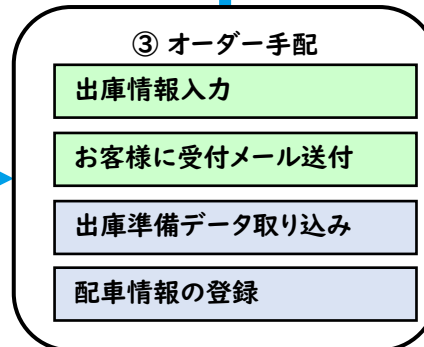 ③ オーダー手配
出庫情報入力
お客様に受付メール送付
出庫準備データ取り込み
配車情報の登録